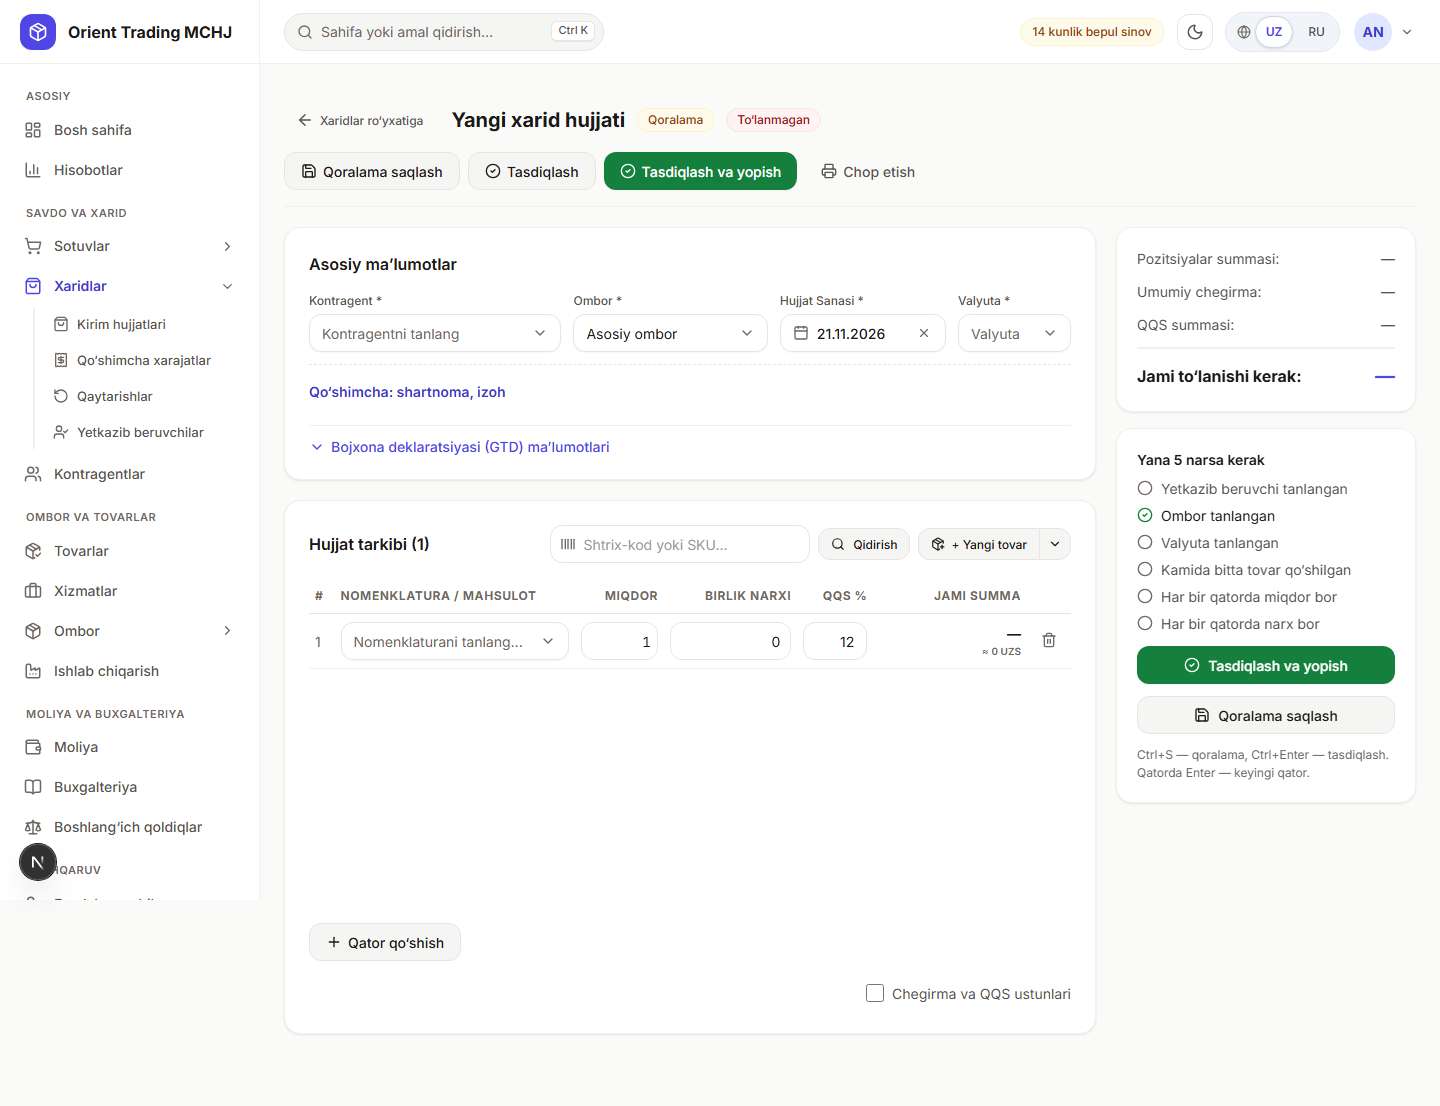 Orient Trading MCHJ
Sahifa yoki amal qidirish...
Ctrl K
14 kunlik bepul sinov
UZ
RU
AN
ASOSIY
Bosh sahifa
Hisobotlar
SAVDO VA XARID
Sotuvlar
Xaridlar
Kirim hujjatlari
Qo‘shimcha xarajatlar
Qaytarishlar
Yetkazib beruvchilar
Kontragentlar
OMBOR VA TOVARLAR
Tovarlar
Xizmatlar
Ombor
Ishlab chiqarish
MOLIYA VA BUXGALTERIYA
Moliya
Buxgalteriya
Boshlang‘ich qoldiqlar
N
Xaridlar ro‘yxatiga
Yangi xarid hujjati
Qoralama
To‘lanmagan
Qoralama saqlash
Tasdiqlash
Tasdiqlash va yopish
Chop etish
Asosiy ma’lumotlar
Kontragent *
Ombor *
Hujjat Sanasi *
Valyuta *
Kontragentni tanlang
Asosiy ombor
21.11.2026
Valyuta
Qo‘shimcha: shartnoma, izoh
Bojxona deklaratsiyasi (GTD) ma’lumotlari
Hujjat tarkibi (1)
Shtrix-kod yoki SKU...
Qidirish
+ Yangi tovar
# NOMENKLATURA / MAHSULOT MIQDOR BIRLIK NARXI QQS % JAMI SUMMA
1 Nomenklaturani tanlang... 1 0 12 —
≈ 0 UZS
Qator qo‘shish
Chegirma va QQS ustunlari
Pozitsiyalar summasi: —
Umumiy chegirma: —
QQS summasi: —
Jami to‘lanishi kerak: —
Yana 5 narsa kerak
Yetkazib beruvchi tanlangan
Ombor tanlangan
Valyuta tanlangan
Kamida bitta tovar qo‘shilgan
Har bir qatorda miqdor bor
Har bir qatorda narx bor
Tasdiqlash va yopish
Qoralama saqlash
Ctrl+S — qoralama, Ctrl+Enter — tasdiqlash.
Qatorda Enter — keyingi qator.